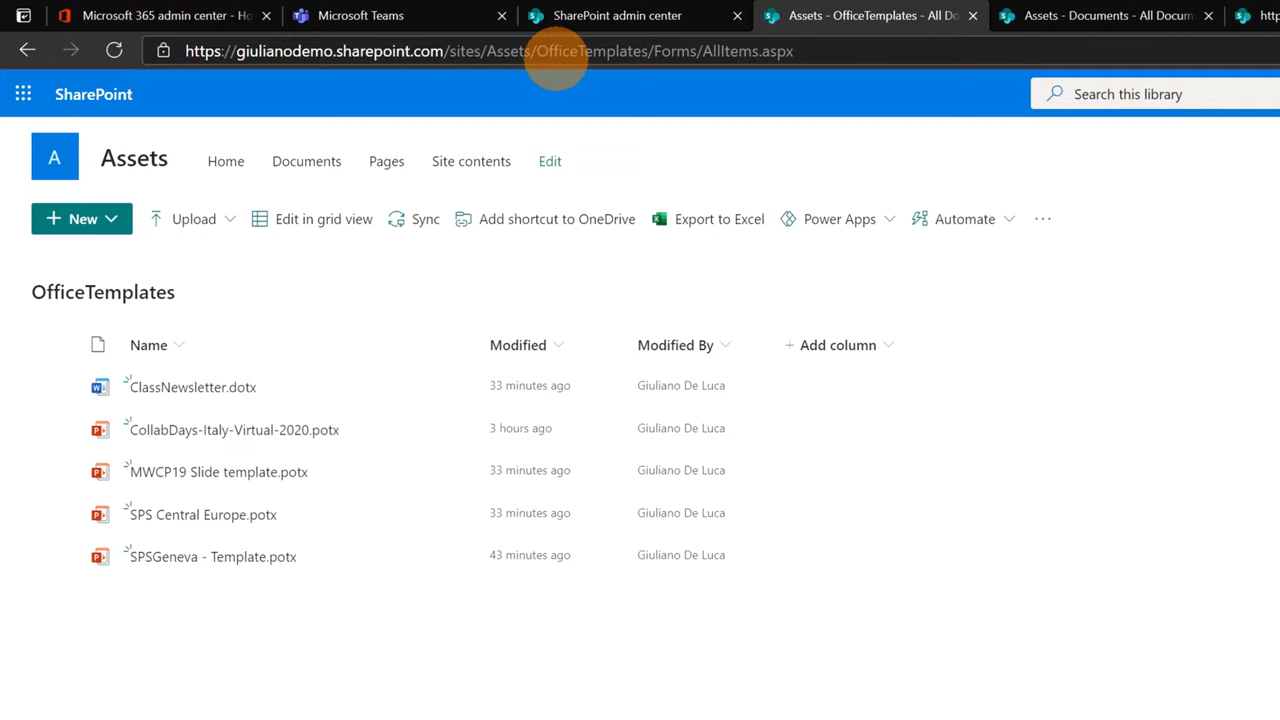 Microsoft 365 admin center - Ho
Microsoft Teams
SharePoint admin center
Assets - OfficeTemplates - All Do
Assets - Documents - All Docum
http
https://giulianodemo.sharepoint.com/sites/Assets/OfficeTemplates/Forms/AllItems.aspx
SharePoint
Search this library
A
Assets
Home
Documents
Pages
Site contents
Edit
+ New
Upload
Edit in grid view
Sync
Add shortcut to OneDrive
Export to Excel
Power Apps
Automate
...
OfficeTemplates
Name
Modified
Modified By
+ Add column
ClassNewsletter.dotx 33 minutes ago Giuliano De Luca
CollabDays-Italy-Virtual-2020.potx 3 hours ago Giuliano De Luca
MWCP19 Slide template.potx 33 minutes ago Giuliano De Luca
SPS Central Europe.potx 33 minutes ago Giuliano De Luca
SPSGeneva - Template.potx 43 minutes ago Giuliano De Luca